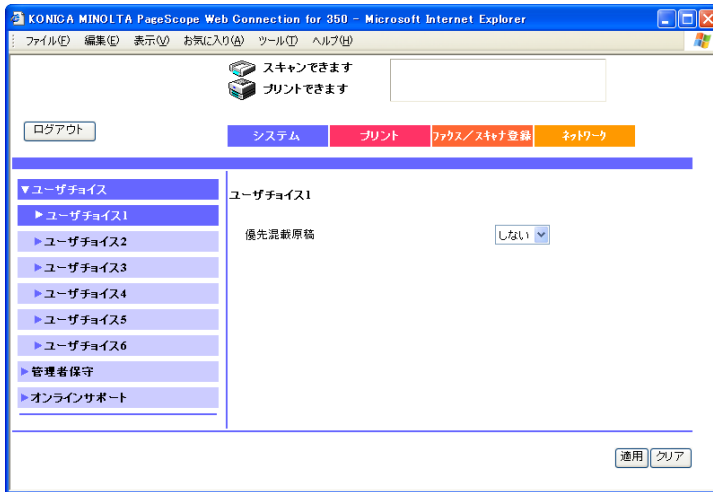 KONICA MINOLTA PageScope Web Connection for 350 - Microsoft Internet Explorer
ファイル(F) 編集(E) 表示(V) お気に入り(A) ツール(T) ヘルプ(H)
スキャンできます
プリントできます
ログアウト
システム プリント ファクス/スキャナ登録 ネットワーク
▼ユーザチョイス
▶ユーザチョイス1
▶ユーザチョイス2
▶ユーザチョイス3
▶ユーザチョイス4
▶ユーザチョイス5
▶ユーザチョイス6
▶管理者保守
▶オンラインサポート
ユーザチョイス1
優先混載原稿 しない
適用 クリア